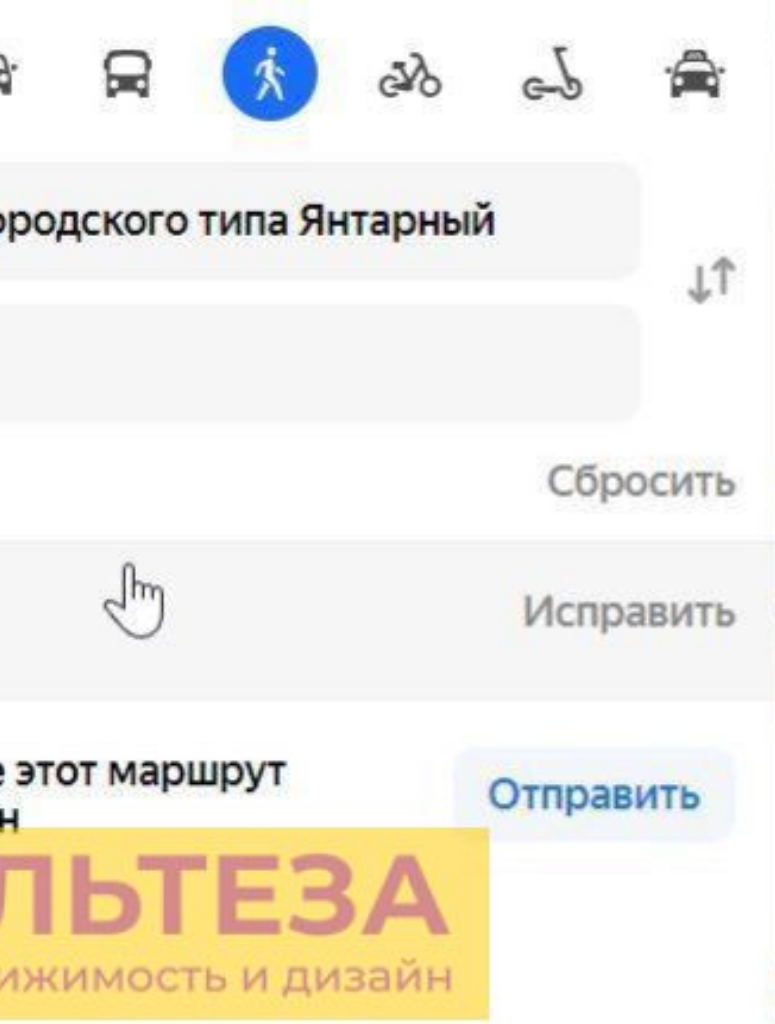 ородского типа Янтарный
Сбросить
Исправить
е этот маршрут
Отправить
н
ЛЬТЕЗА
ижимость и дизайн